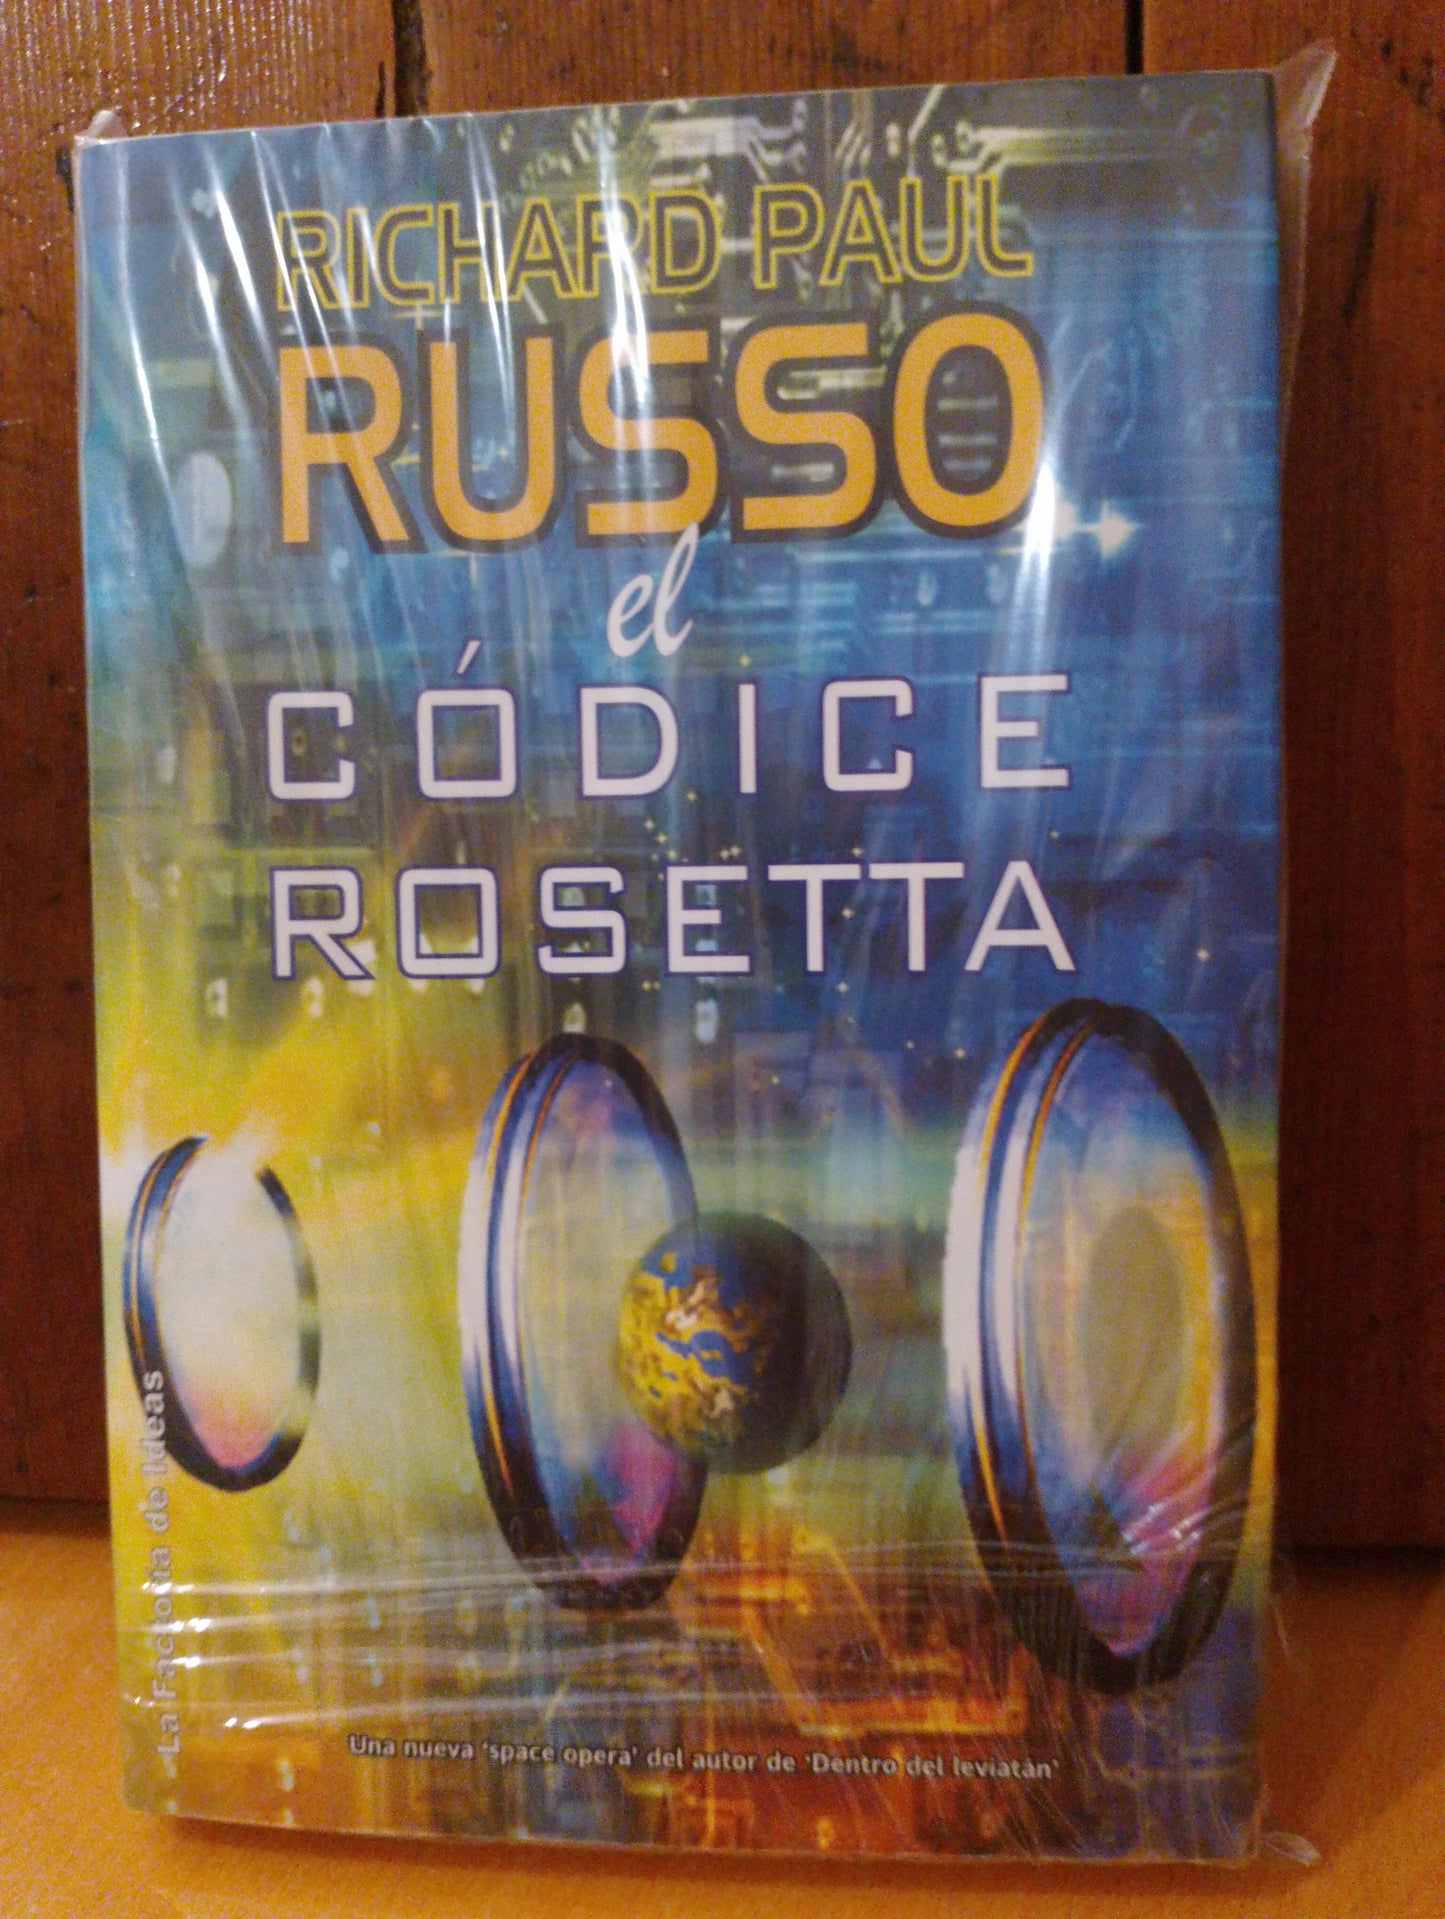 RICHARD PAUL
RUSSO
el
CÓDICE
ROSETTA
La Factoría de Ideas
Una nueva 'space opera' del autor de 'Dentro del leviatán'